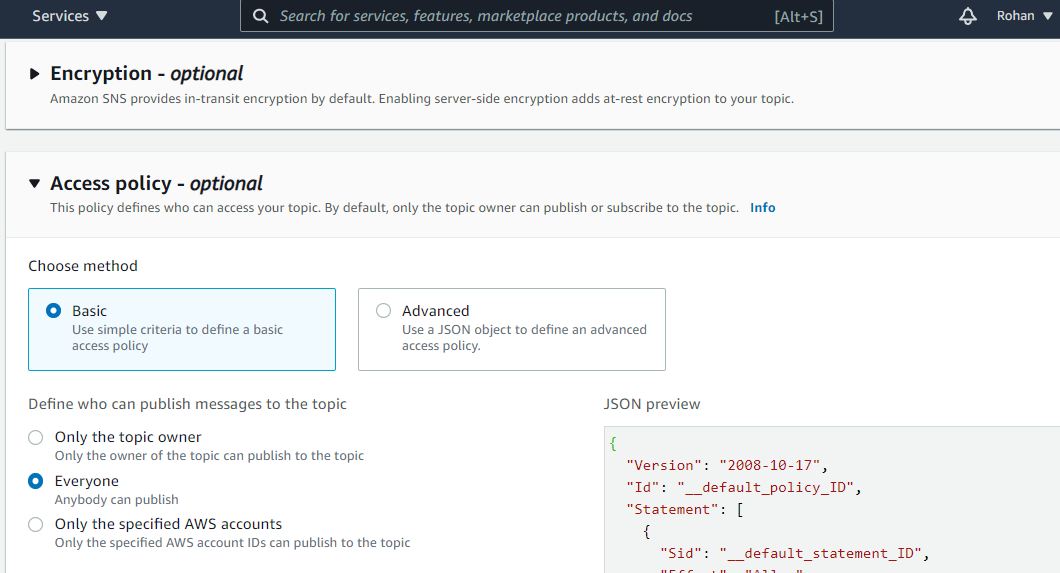 Services
Search for services, features, marketplace products, and docs
[Alt+S]
Rohan
Encryption - optional
Amazon SNS provides in-transit encryption by default. Enabling server-side encryption adds at-rest encryption to your topic.
Access policy - optional
This policy defines who can access your topic. By default, only the topic owner can publish or subscribe to the topic. Info
Choose method
Basic
Use simple criteria to define a basic
access policy
Advanced
Use a JSON object to define an advanced
access policy.
Define who can publish messages to the topic
Only the topic owner
Only the owner of the topic can publish to the topic
Everyone
Anybody can publish
Only the specified AWS accounts
Only the specified AWS account IDs can publish to the topic
JSON preview
{
"Version": "2008-10-17",
"Id": "__default_policy_ID",
"Statement": [
{
"Sid": "__default_statement_ID",